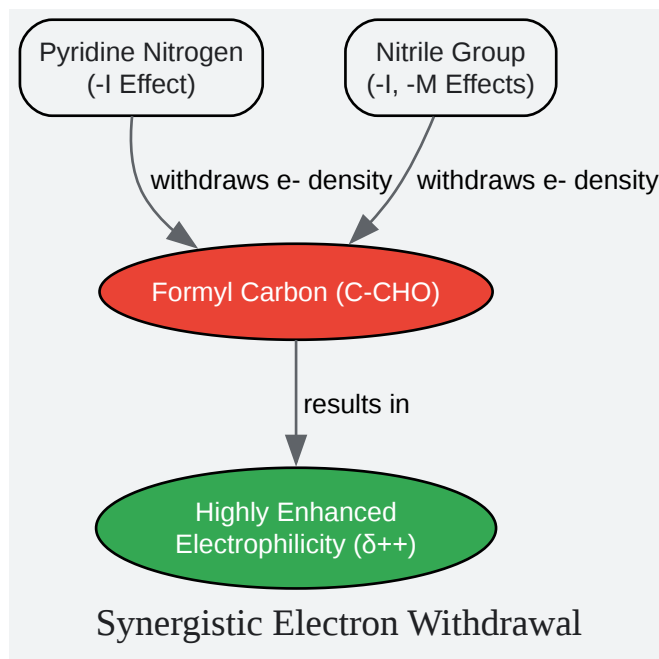 Pyridine Nitrogen
(-I Effect)
Nitrile Group
(-I, -M Effects)
withdraws e- density
withdraws e- density
Formyl Carbon (C-CHO)
results in
Highly Enhanced
Electrophilicity (δ++)
Synergistic Electron Withdrawal